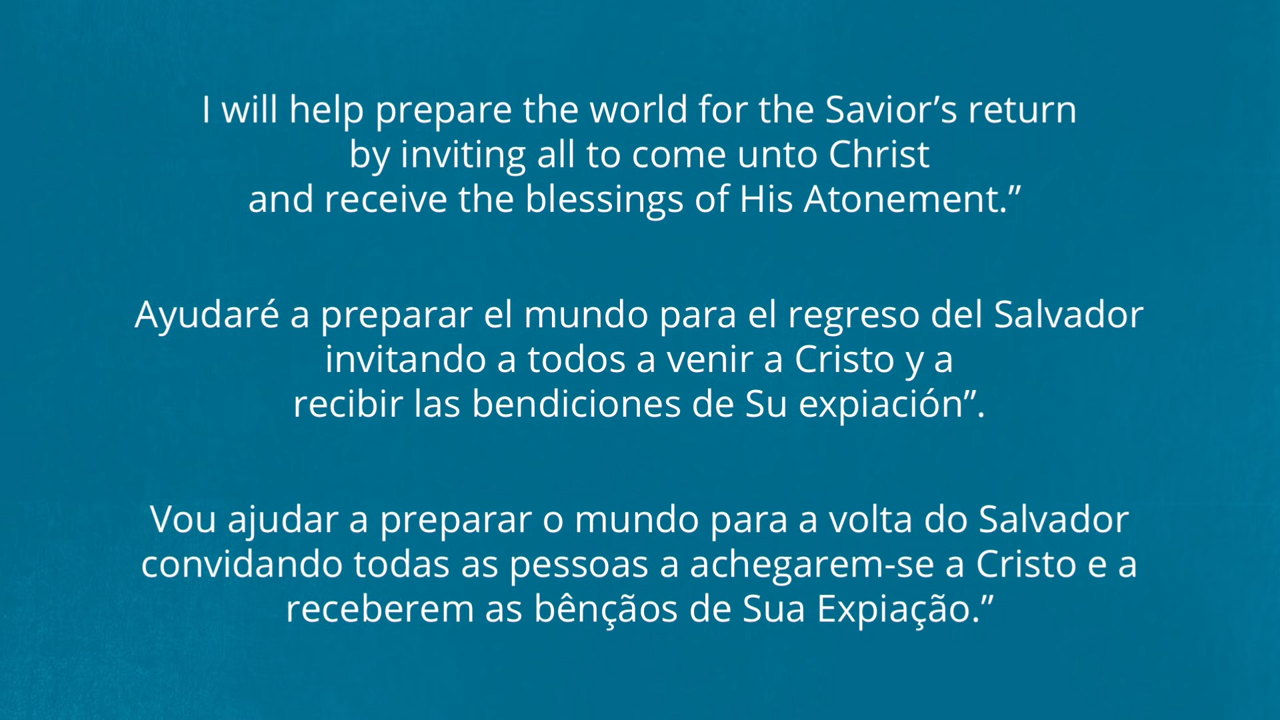 I will help prepare the world for the Savior’s return
by inviting all to come unto Christ
and receive the blessings of His Atonement.”
Ayudaré a preparar el mundo para el regreso del Salvador
invitando a todos a venir a Cristo y a
recibir las bendiciones de Su expiación”.
Vou ajudar a preparar o mundo para a volta do Salvador
convidando todas as pessoas a achegarem-se a Cristo e a
receberem as bênçãos de Sua Expiação.”